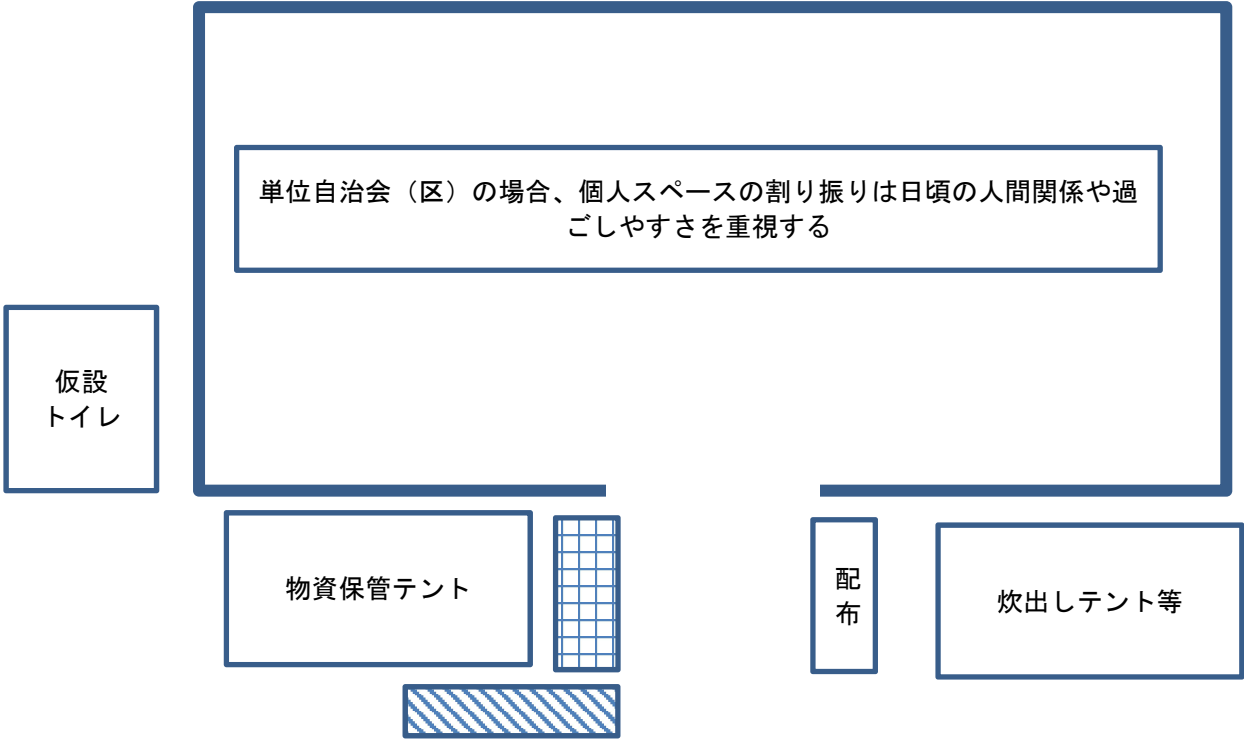 単位自治会（区）の場合、個人スペースの割り振りは日頃の人間関係や過
ごしやすさを重視する
仮設
トイレ
物資保管テント
配
布
炊出しテント等